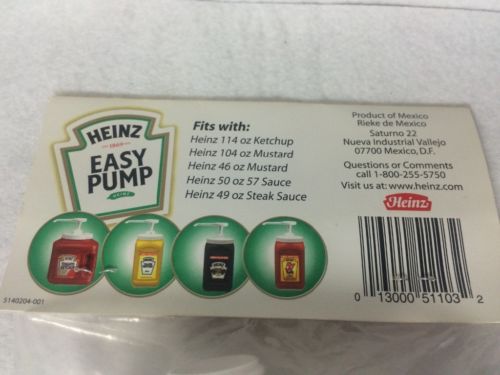 HEINZ
1869
EASY
PUMP
HEINZ
Fits with:
Heinz 114 oz Ketchup
Heinz 104 oz Mustard
Heinz 46 oz Mustard
Heinz 50 oz 57 Sauce
Heinz 49 oz Steak Sauce
Product of Mexico
Rieke de Mexico
Saturno 22
Nueva Industrial Vallejo
07700 Mexico, D.F.
Questions or Comments
call 1-800-255-5750
Visit us at: www.heinz.com
Heinz
0 13000 51103 2
5140204-001